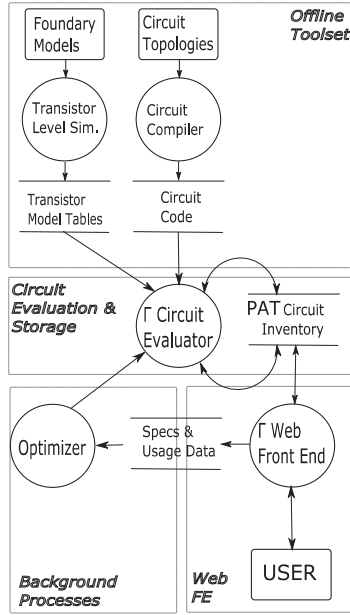 Foundry
Models
Circuit
Topologies
Offline
Toolset
Transistor
Level Sim.
Circuit
Compiler
Transistor
Model Tables
Circuit
Code
Circuit
Evaluation &
Storage
Γ Circuit
Evaluator
PAT Circuit
Inventory
Optimizer
Specs &
Usage Data
Γ Web
Front End
Background
Processes
Web
FE
USER